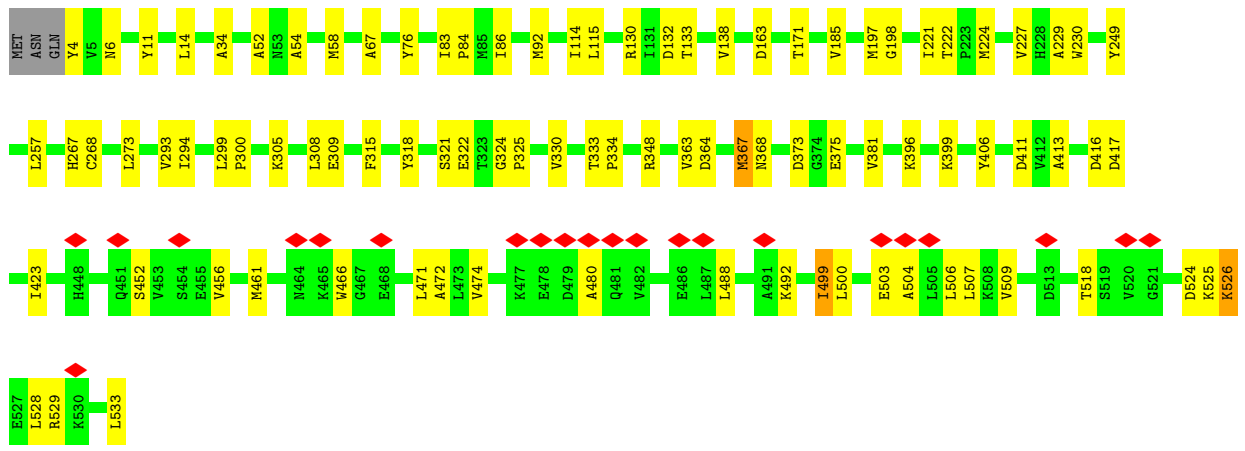 MET ASN GLN Y4 V5 N6 Y11 L14 A34 A52 N53 A54 M58 A67 Y76 I83 P84 M85 I86 M92 I114 L115 R130 I131 D132 T133 V138 D163 T171 V185 M197 G198 I221 T222 P223 M224 V227 H228 A229 W230 Y249
L257 H267 C268 L273 V293 I294 L299 P300 K305 L308 E309 F315 Y318 S321 E322 T323 G324 P325 V330 T333 P334 R348 V363 D364 M367 N368 D373 G374 E375 V381 K396 K399 Y406 D411 V412 A413 D416 D417
I423 H448 Q451 S452 V453 S454 E455 V456 M461 N464 K465 W466 G467 E468 L471 A472 L473 V474 K477 E478 D479 A480 Q481 V482 E486 L487 L488 A491 K492 I499 L500 E503 A504 L505 L506 L507 K508 V509 D513 T518 S519 V520 G521 D524 K525 K526
E527 L528 R529 K530 L533